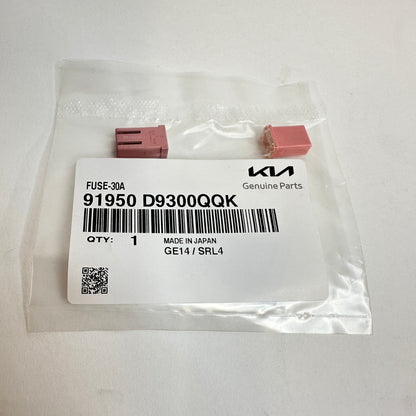 KIA
Genuine Parts
FUSE-30A
91950 D9300QQK
QTY: 1 MADE IN JAPAN
GE14 / SRL4